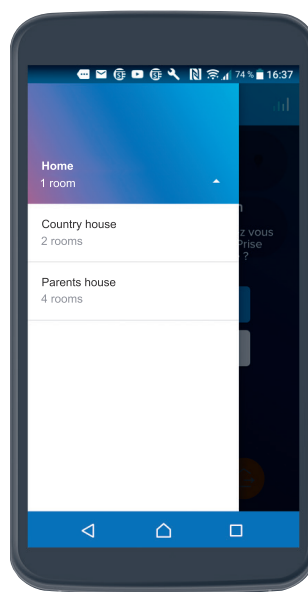 74 % 16:37
Home
1 room
Country house
2 rooms
Parents house
4 rooms
z vous
Prise
?